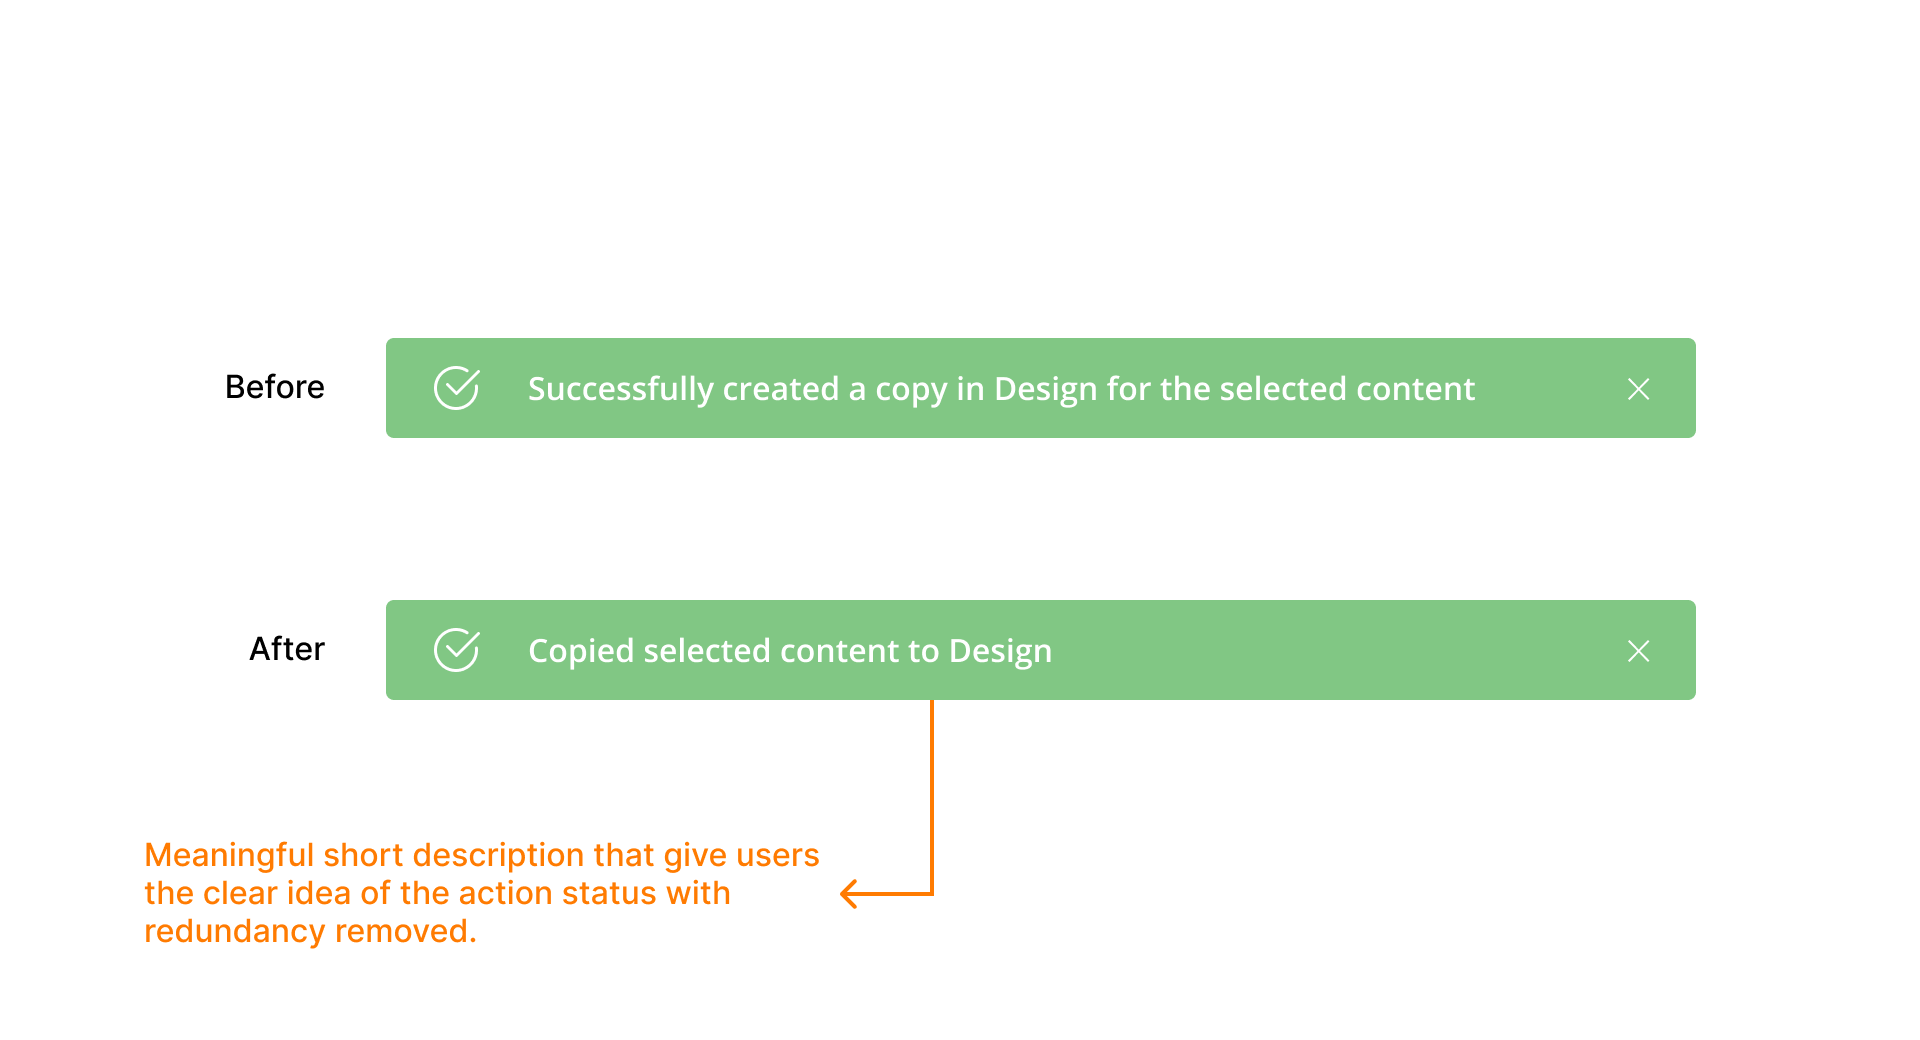 Before
Successfully created a copy in Design for the selected content
After
Copied selected content to Design
Meaningful short description that give users
the clear idea of the action status with
redundancy removed.